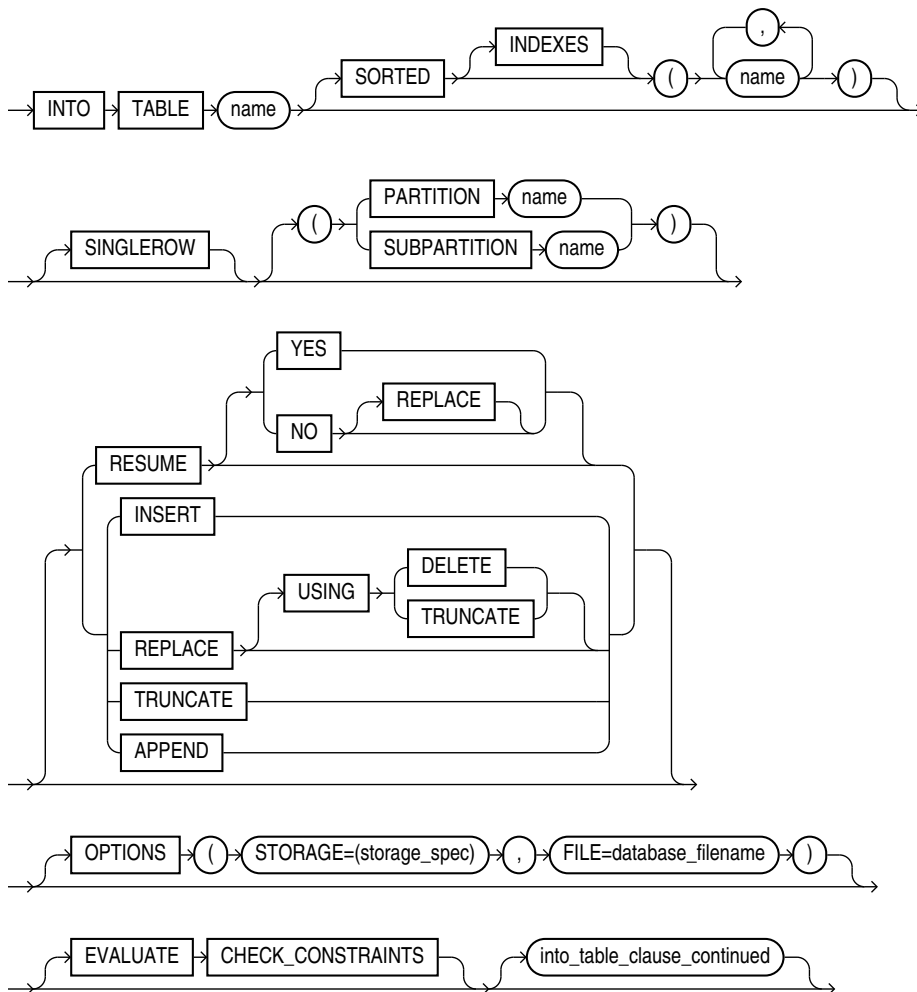 INDEXES ,
SORTED ( name )
INTO TABLE name
PARTITION name
SINGLEROW ( )
SUBPARTITION name
YES
REPLACE
NO
RESUME
INSERT
DELETE
USING
TRUNCATE
REPLACE
TRUNCATE
APPEND
OPTIONS ( STORAGE=(storage_spec) , FILE=database_filename )
EVALUATE CHECK_CONSTRAINTS into_table_clause_continued